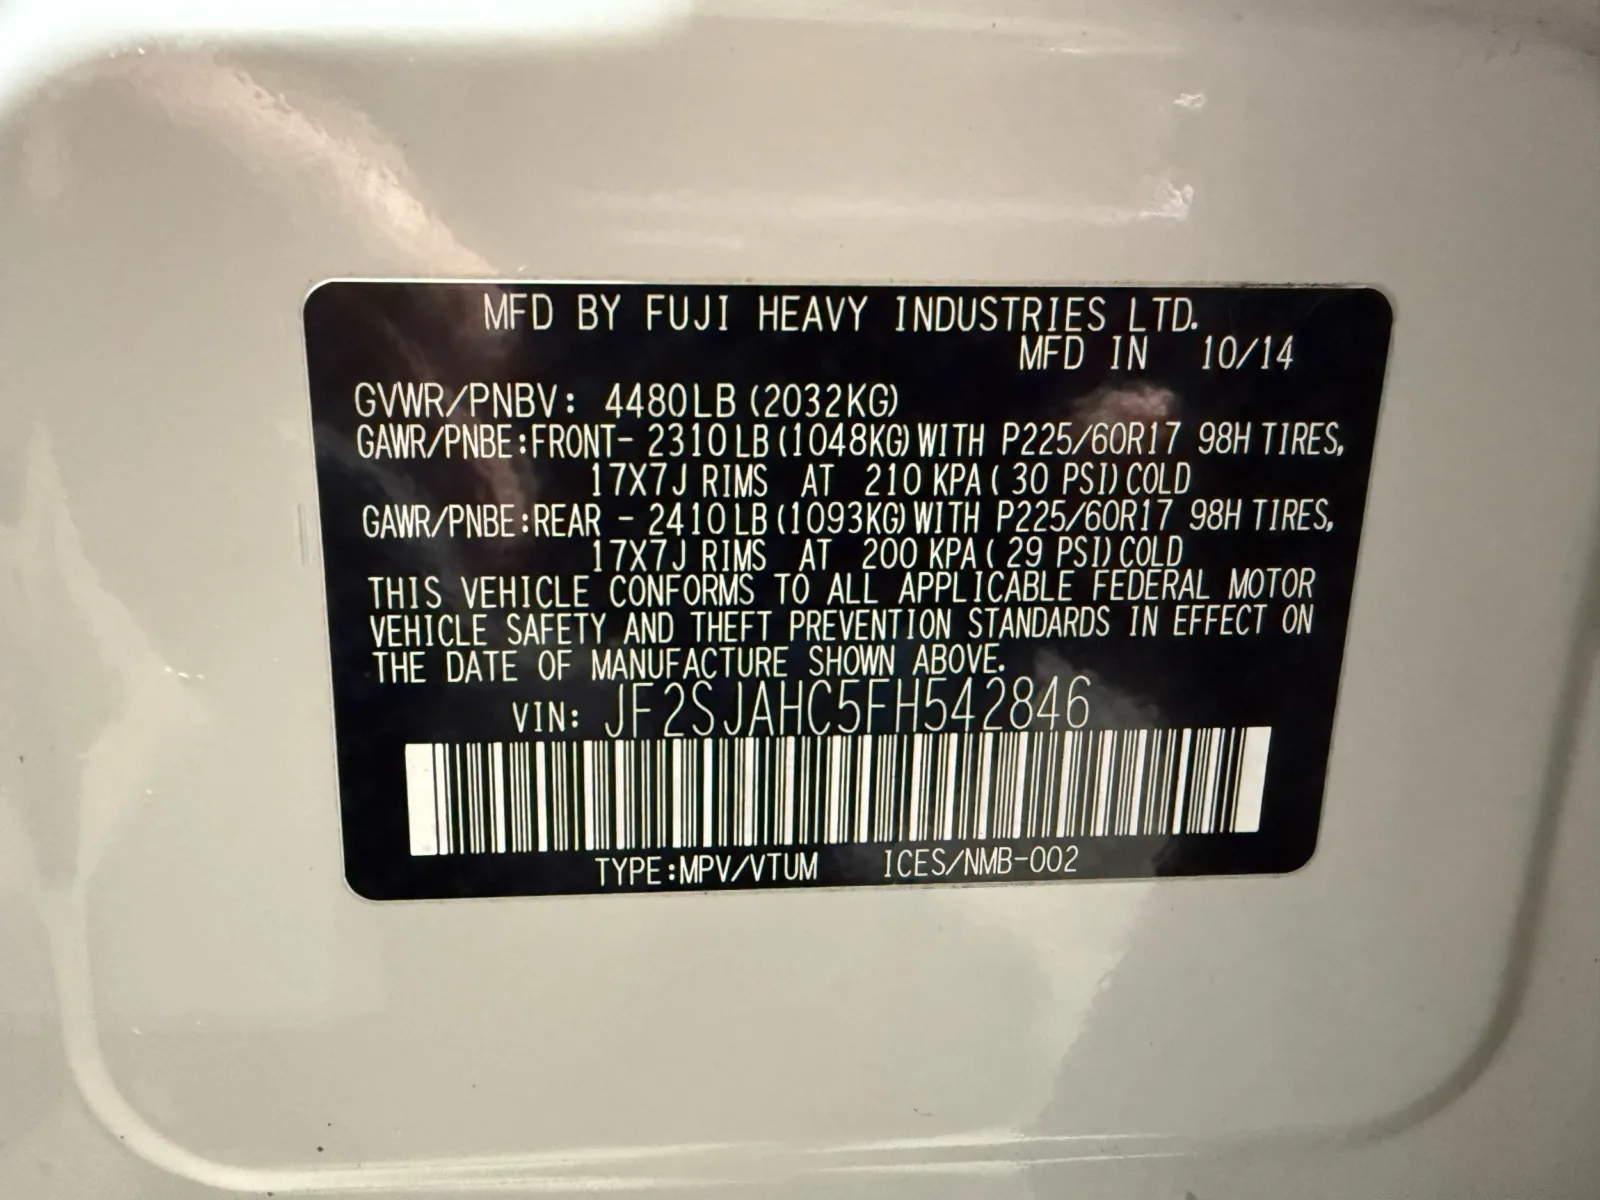 MFD BY FUJI HEAVY INDUSTRIES LTD.
MFD IN 10/14
GVWR/PNBV: 4480LB (2032KG)
GAWR/PNBE:FRONT- 2310LB(1048KG)WITH P225/60R17 98H TIRES,
17X7J RIMS AT 210 KPA( 30 PSI)COLD
GAWR/PNBE:REAR - 2410LB(1093KG)WITH P225/60R17 98H TIRES,
17X7J RIMS AT 200 KPA( 29 PSI)COLD
THIS VEHICLE CONFORMS TO ALL APPLICABLE FEDERAL MOTOR
VEHICLE SAFETY AND THEFT PREVENTION STANDARDS IN EFFECT ON
THE DATE OF MANUFACTURE SHOWN ABOVE.
VIN: JF2SJAHC5FH542846
TYPE:MPV/VTUM ICES/NMB-002